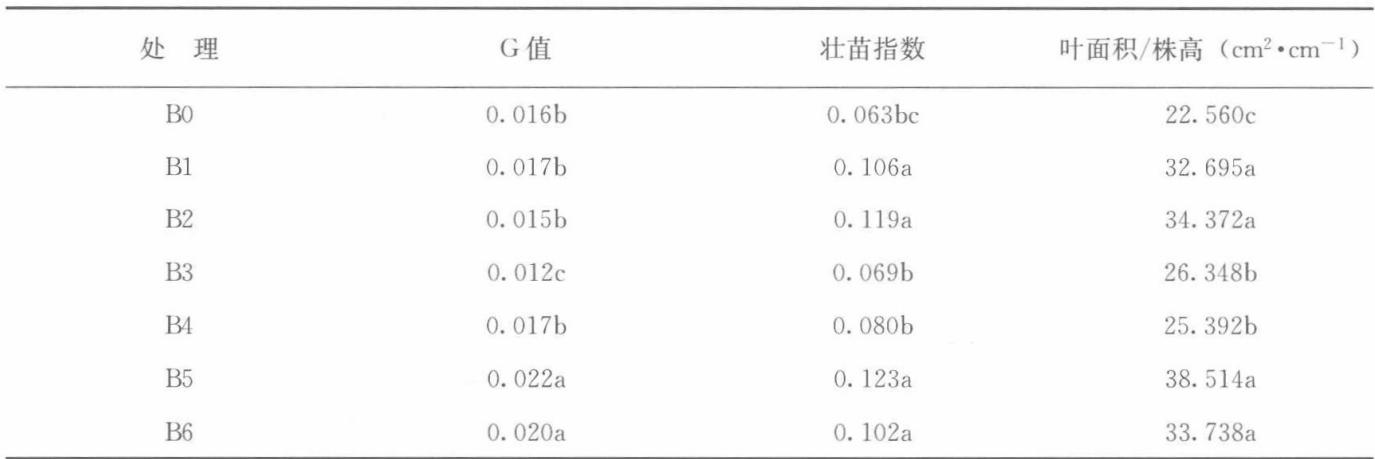 处 理 G值 壮苗指数 叶面积/株高 (cm²·cm⁻¹)
B0 0.016b 0.063bc 22.560c
B1 0.017b 0.106a 32.695a
B2 0.015b 0.119a 34.372a
B3 0.012c 0.069b 26.348b
B4 0.017b 0.080b 25.392b
B5 0.022a 0.123a 38.514a
B6 0.020a 0.102a 33.738a